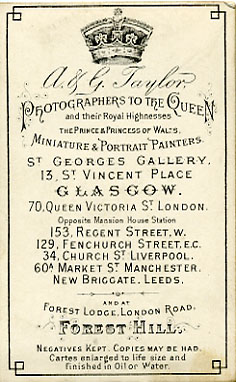 A. & G. Taylor.
PHOTOGRAPHERS TO THE QUEEN
and their Royal Highnesses
THE PRINCE & PRINCESS OF WALES.
MINIATURE & PORTRAIT PAINTERS.
ST GEORGES GALLERY.
13, ST VINCENT PLACE
GLASGOW.
70, QUEEN VICTORIA ST LONDON.
Opposite Mansion House Station
153, REGENT STREET, W.
129, FENCHURCH STREET, E.C.
34, CHURCH ST LIVERPOOL.
60A MARKET ST MANCHESTER.
NEW BRIGGATE, LEEDS.
AND AT
FOREST LODGE, LONDON ROAD,
FOREST HILL.
NEGATIVES KEPT. COPIES MAY BE HAD.
Cartes enlarged to life size and
finished in Oil or Water.